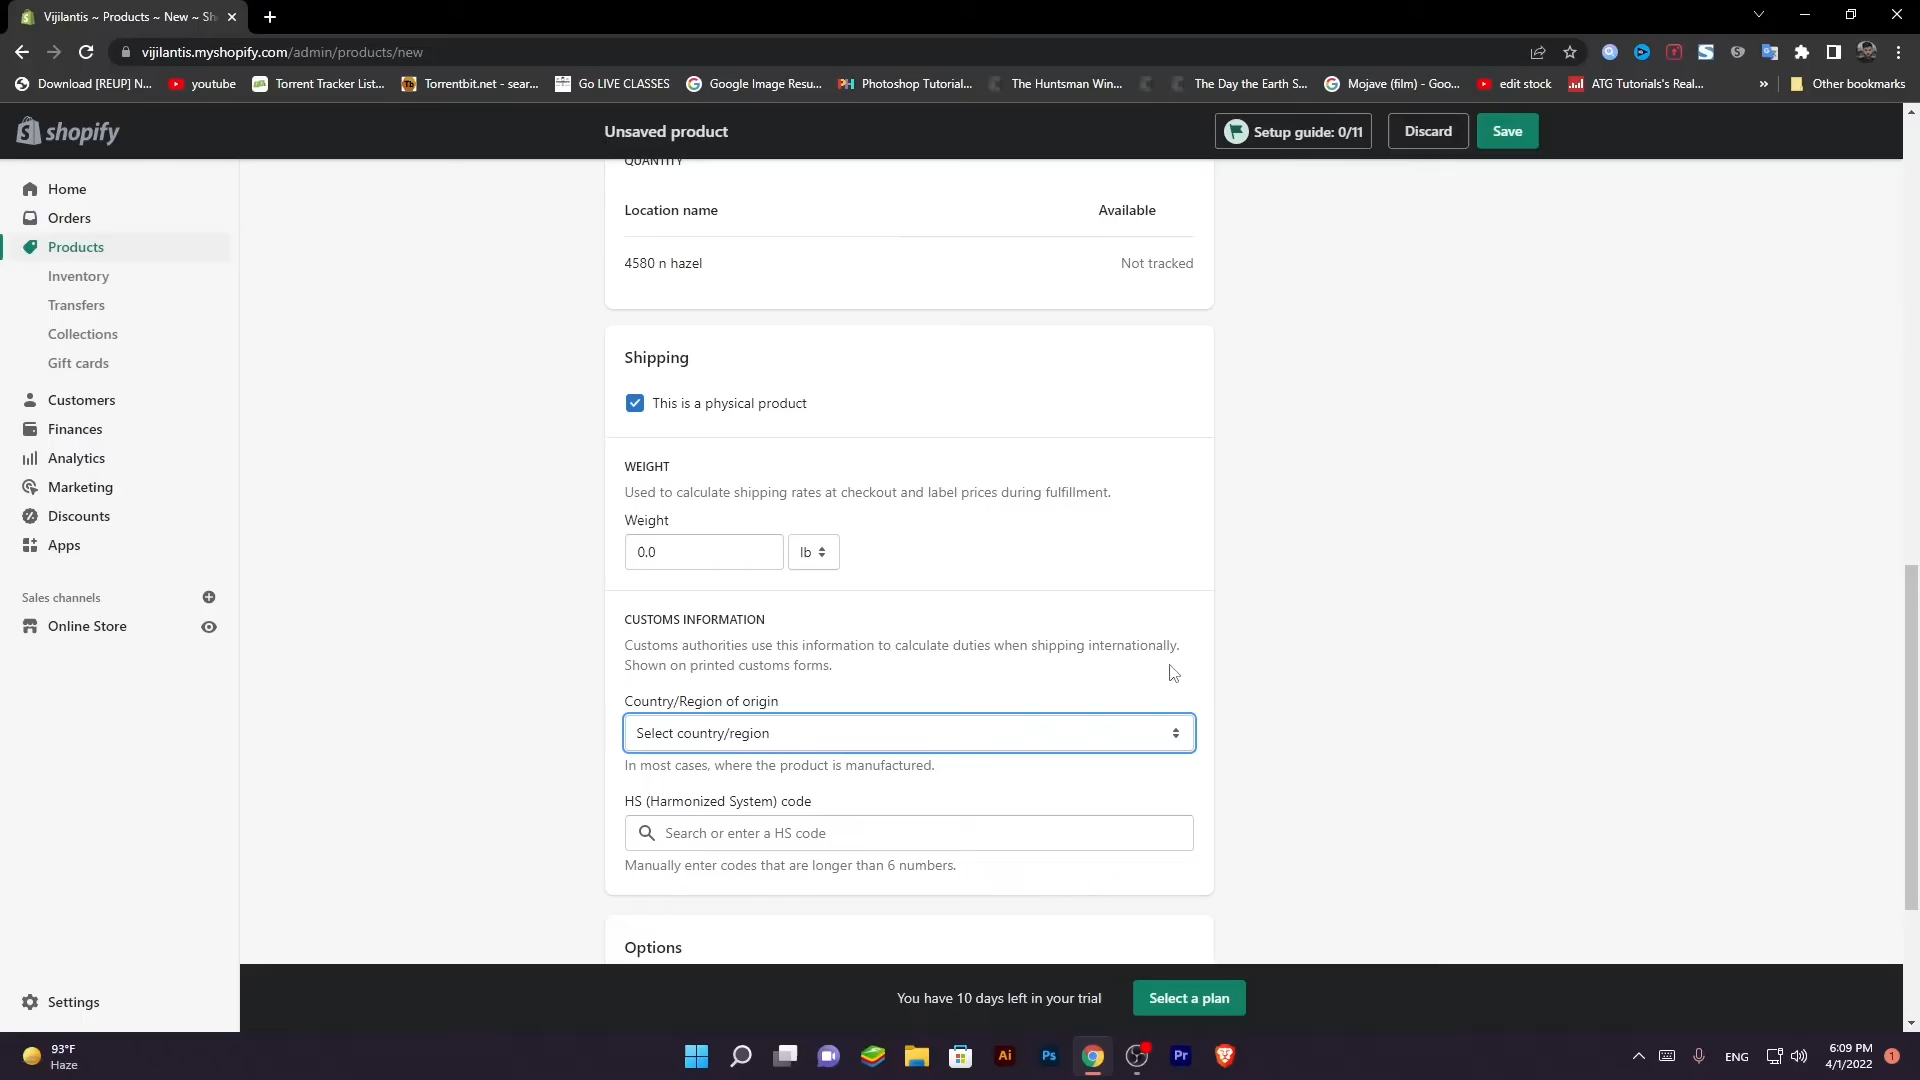 Vijilantis ~ Products ~ New ~ Sh
vijilantis.myshopify.com/admin/products/new
Download [REUP] N...
youtube
Torrent Tracker List...
Torrentbit.net - sear...
Go LIVE CLASSES
Google Image Resu...
Photoshop Tutorial...
The Huntsman Win...
The Day the Earth S...
Mojave (film) - Goo...
edit stock
ATG Tutorials's Real...
»
Other bookmarks
shopify
Unsaved product
Setup guide: 0/11
Discard
Save
Home
Orders
Products
Inventory
Transfers
Collections
Gift cards
Customers
Finances
Analytics
Marketing
Discounts
Apps
Sales channels
Online Store
Settings
QUANTITY
Location name
Available
4580 n hazel
Not tracked
Shipping
This is a physical product
WEIGHT
Used to calculate shipping rates at checkout and label prices during fulfillment.
Weight
0.0
lb
CUSTOMS INFORMATION
Customs authorities use this information to calculate duties when shipping internationally.
Shown on printed customs forms.
Country/Region of origin
Select country/region
In most cases, where the product is manufactured.
HS (Harmonized System) code
Search or enter a HS code
Manually enter codes that are longer than 6 numbers.
Options
You have 10 days left in your trial
Select a plan
93°F
Haze
Ai
Ps
Pr
ENG
6:09 PM
4/1/2022
1